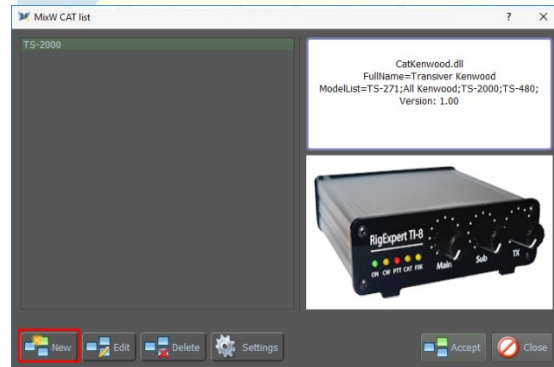 MixW CAT list
TS-2000
CatKenwood.dll
FullName=Transiver Kenwood
ModelList=TS-271;All Kenwood;TS-2000;TS-480;
Version: 1.00
RigExpert TI-8
ON CW PTT CAT FSK
Main
Sub
TX
New
Edit
Delete
Settings
Accept
Close